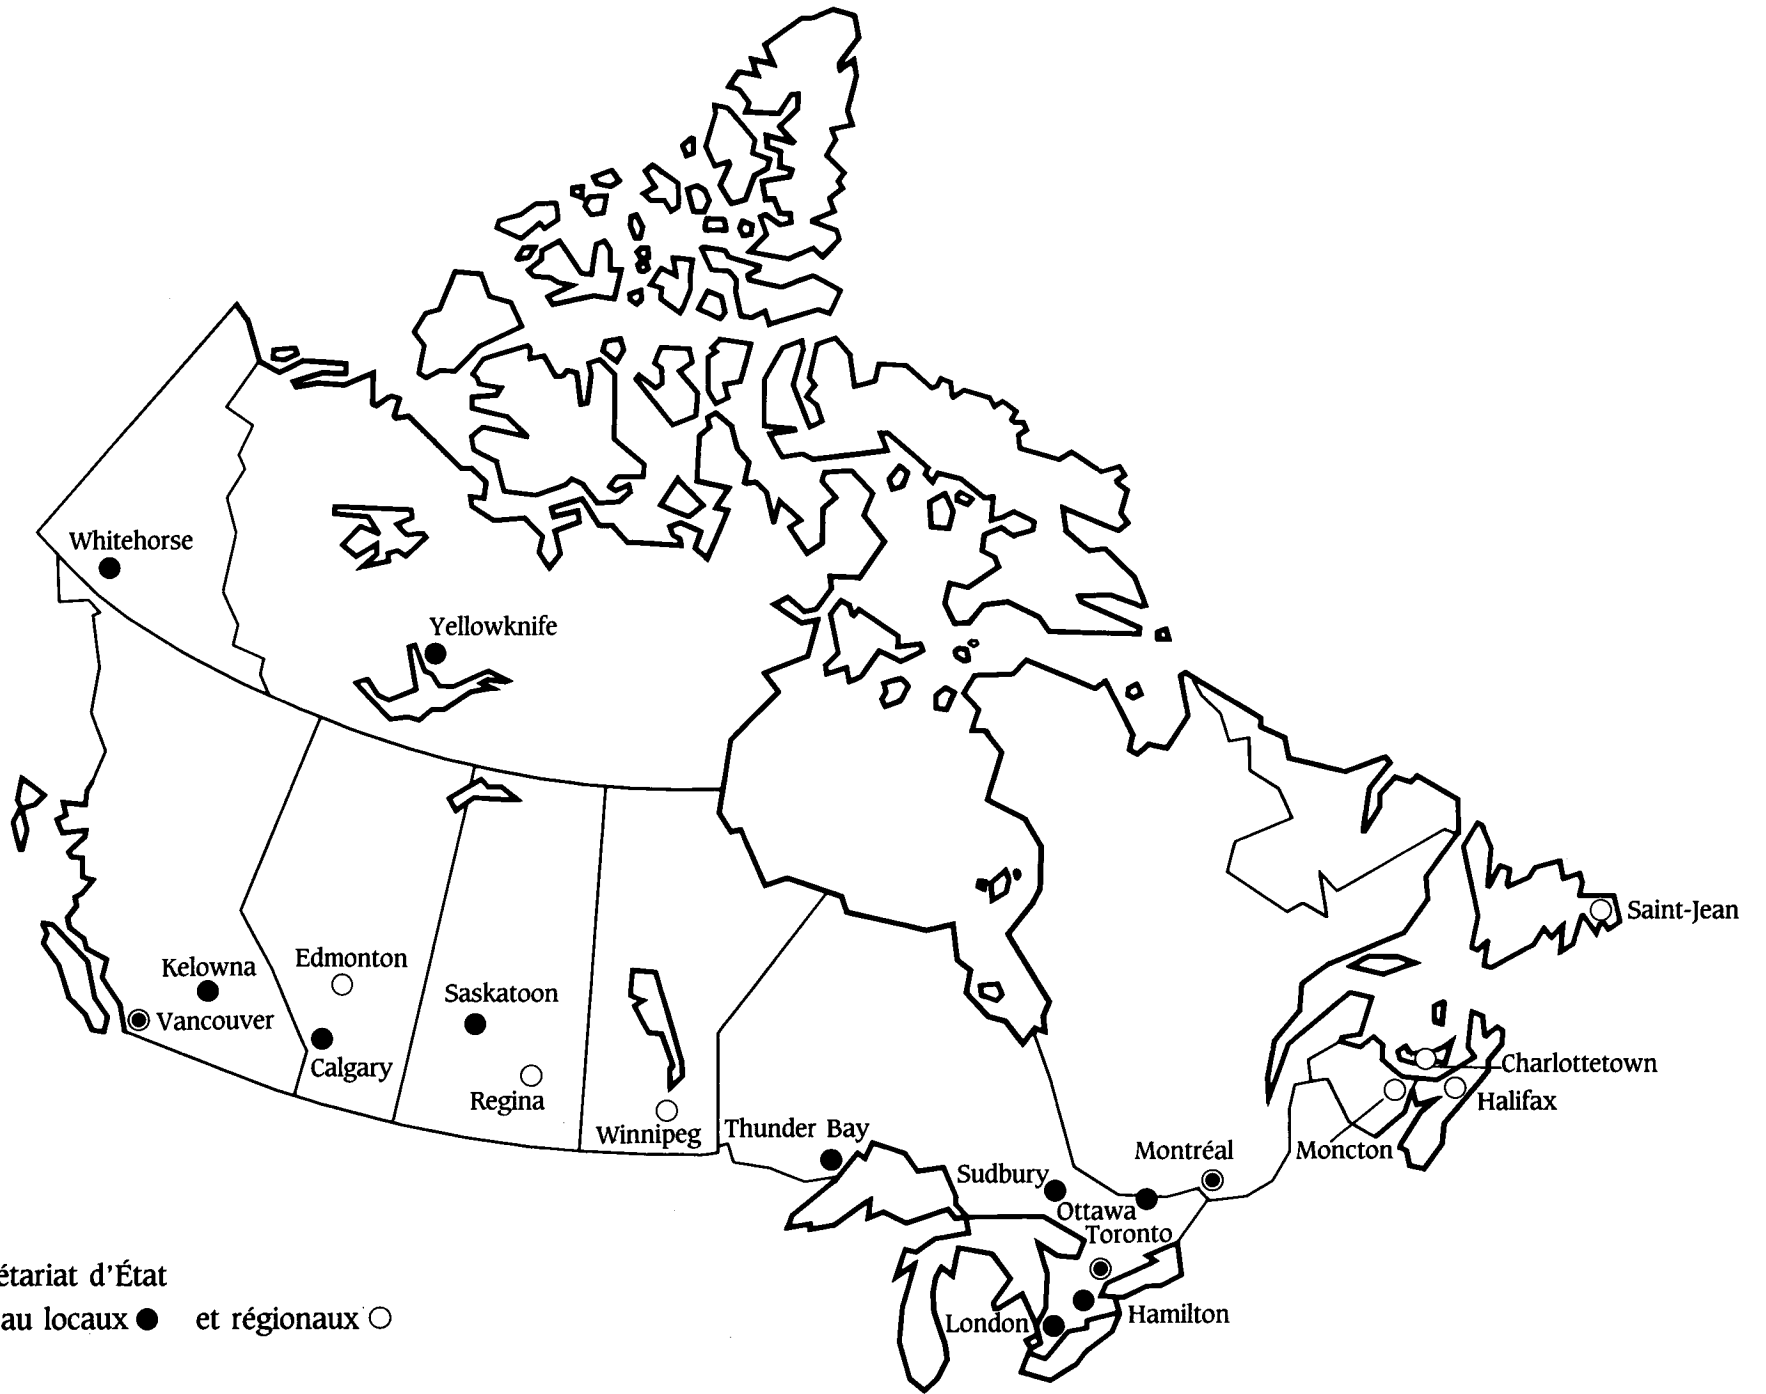 Whitehorse
Yellowknife
Saint-Jean
Kelowna
Edmonton
Saskatoon
Vancouver
Calgary
Charlottetown
Regina
Halifax
Winnipeg
Thunder Bay
Moncton
Montréal
Sudbury
Ottawa
Toronto
étariat d'État
au locaux ● et régionaux ○
London
Hamilton